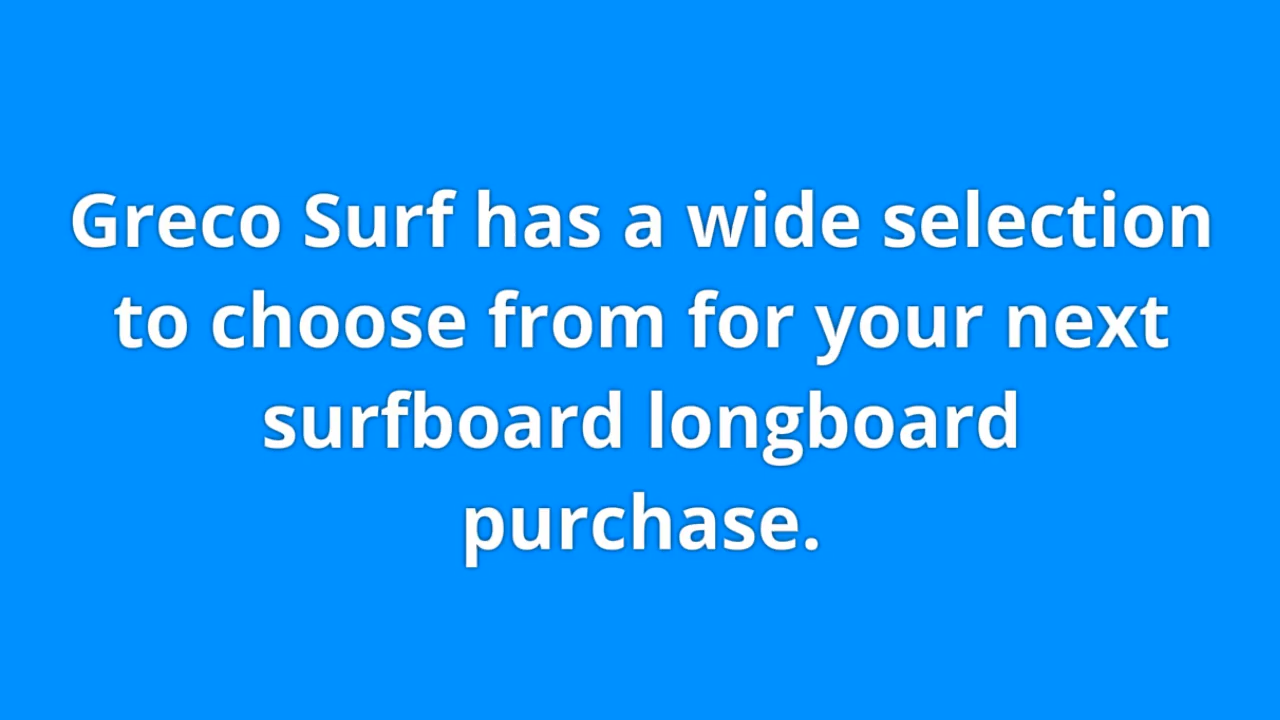 Greco Surf has a wide selection
to choose from for your next
surfboard longboard
purchase.